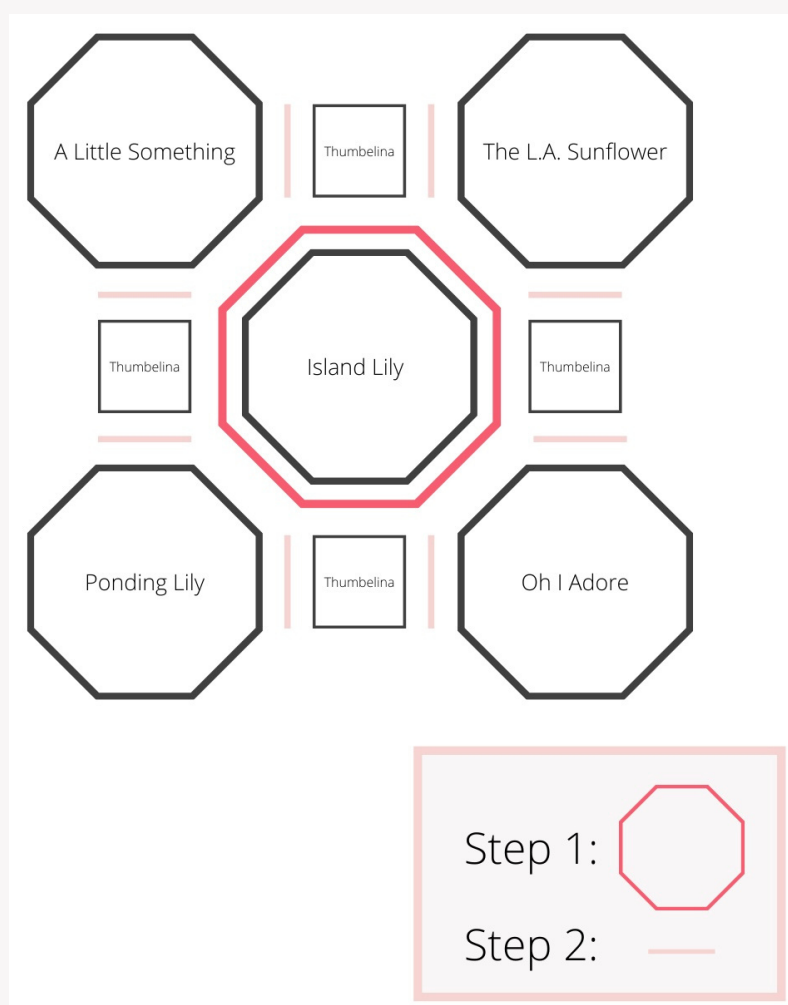 A Little Something
Thumbelina
The L.A. Sunflower
Thumbelina
Island Lily
Thumbelina
Ponding Lily
Thumbelina
Oh I Adore
Step 1:
Step 2: